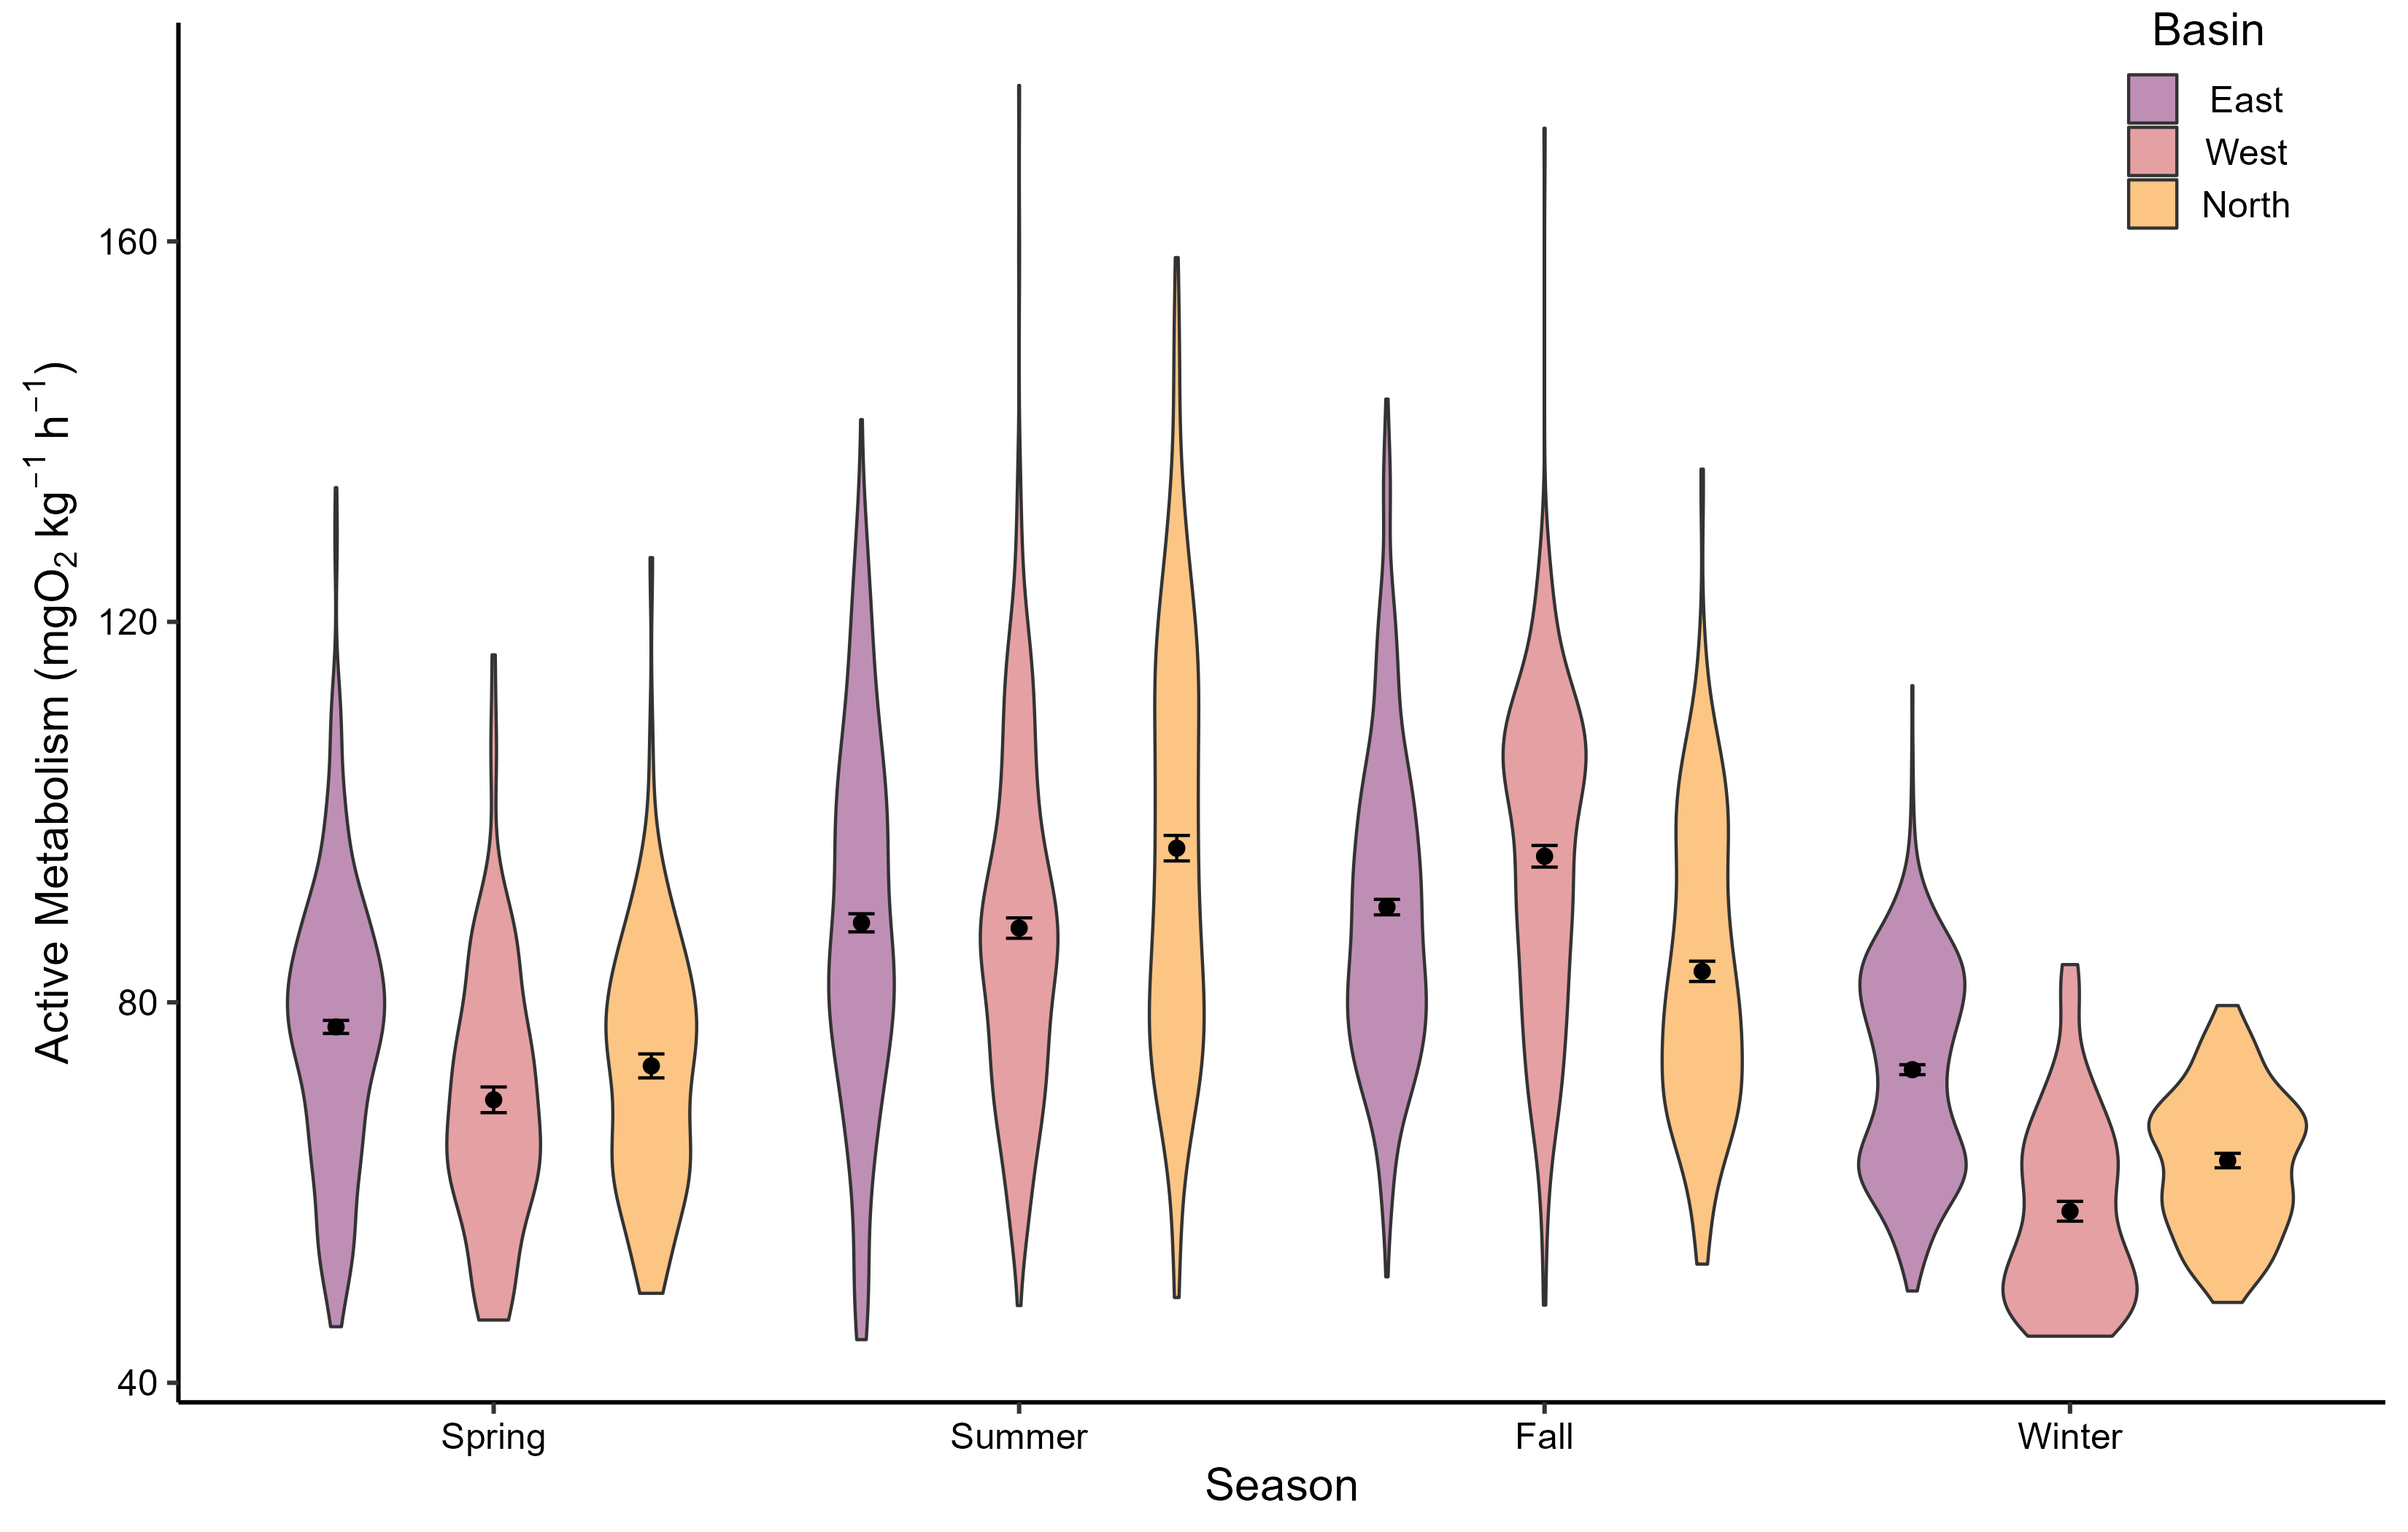 Basin
East
West
North
Active Metabolism (mgO₂ kg⁻¹ h⁻¹)
160
120
80
40
Spring Summer Fall Winter
Season